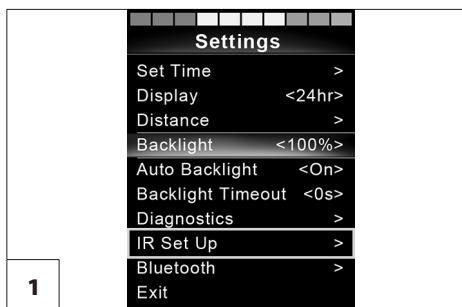 Settings
Set Time >
Display <24hr>
Distance >
Backlight <100%>
Auto Backlight <On>
Backlight Timeout <0s>
Diagnostics >
IR Set Up >
Bluetooth >
Exit
1